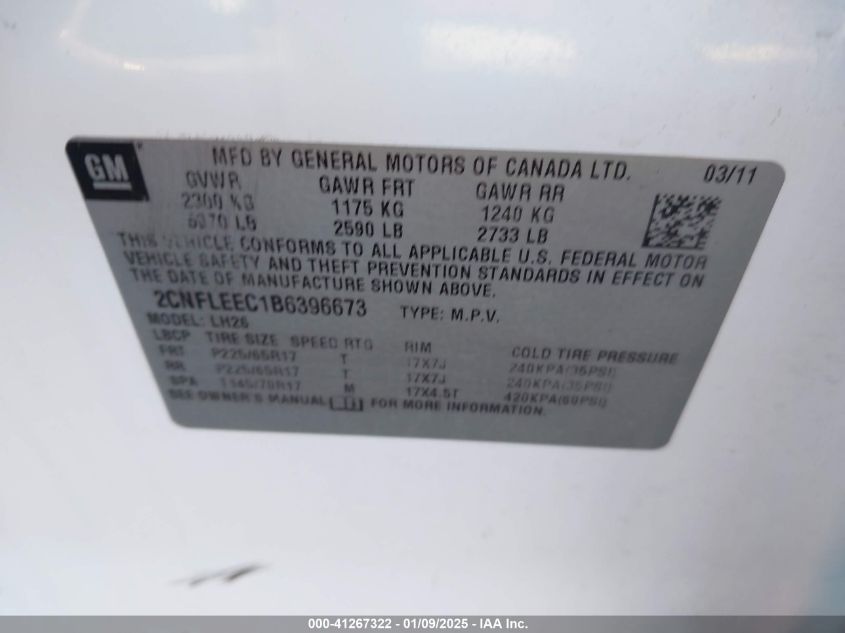 GM
MFD BY GENERAL MOTORS OF CANADA LTD. 03/11
GVWR GAWR FRT GAWR RR
2300 KG 1175 KG 1240 KG
5070 LB 2590 LB 2733 LB
THIS VEHICLE CONFORMS TO ALL APPLICABLE U.S. FEDERAL MOTOR
VEHICLE SAFETY AND THEFT PREVENTION STANDARDS IN EFFECT ON
THE DATE OF MANUFACTURE SHOWN ABOVE.
2CNFLEEC1B6396673 TYPE: M.P.V.
MODEL: LH26
LBCP TIRE SIZE SPEED RTG RIM COLD TIRE PRESSURE
FRT P225/65R17 T 17X7J 240KPA(35PSI)
RR P225/65R17 T 17X7J 240KPA(35PSI)
SPA T145/70R17 M 17X4.5T 420KPA(60PSI)
SEE OWNER'S MANUAL FOR MORE INFORMATION.
000-41267322 - 01/09/2025 - IAA Inc.